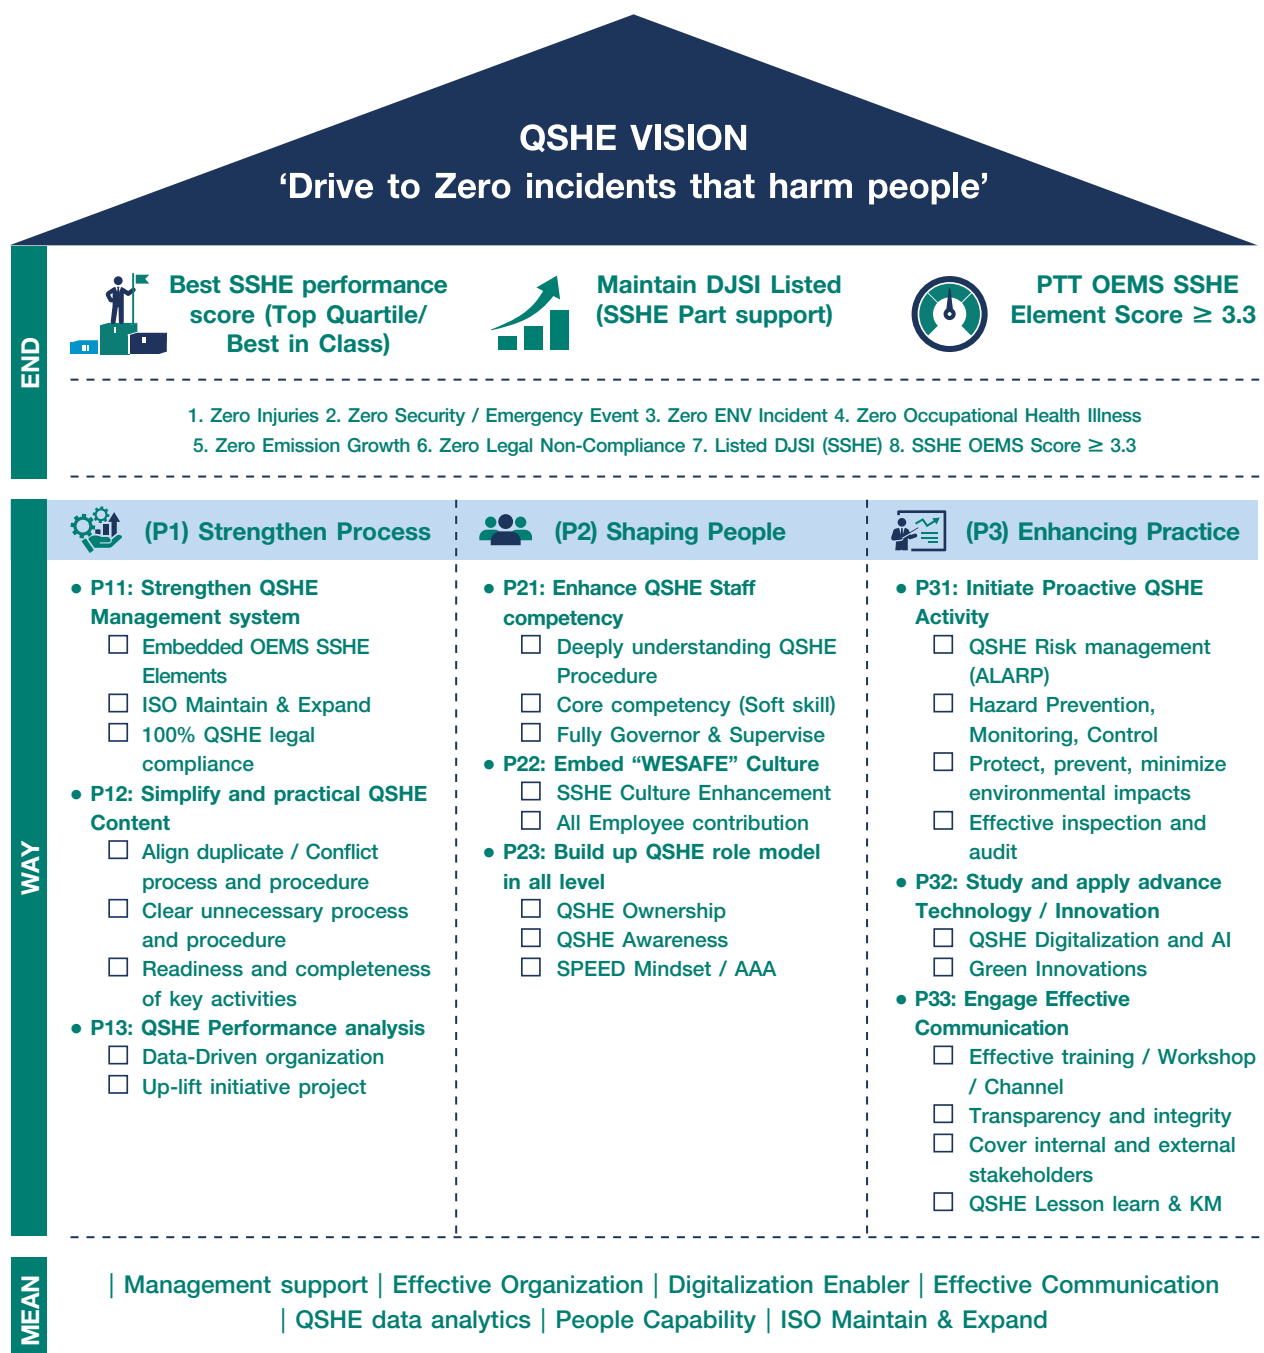 QSHE VISION
‘Drive to Zero incidents that harm people’
END
Best SSHE performance
score (Top Quartile/
Best in Class)
Maintain DJSI Listed
(SSHE Part support)
PTT OEMS SSHE
Element Score ≥ 3.3
1. Zero Injuries 2. Zero Security / Emergency Event 3. Zero ENV Incident 4. Zero Occupational Health Illness
5. Zero Emission Growth 6. Zero Legal Non-Compliance 7. Listed DJSI (SSHE) 8. SSHE OEMS Score ≥ 3.3
WAY
(P1) Strengthen Process
• P11: Strengthen QSHE
Management system
☐ Embedded OEMS SSHE
Elements
☐ ISO Maintain & Expand
☐ 100% QSHE legal
compliance
• P12: Simplify and practical QSHE
Content
☐ Align duplicate / Conflict
process and procedure
☐ Clear unnecessary process
and procedure
☐ Readiness and completeness
of key activities
• P13: QSHE Performance analysis
☐ Data-Driven organization
☐ Up-lift initiative project
(P2) Shaping People
• P21: Enhance QSHE Staff
competency
☐ Deeply understanding QSHE
Procedure
☐ Core competency (Soft skill)
☐ Fully Governor & Supervise
• P22: Embed “WESAFE” Culture
☐ SSHE Culture Enhancement
☐ All Employee contribution
• P23: Build up QSHE role model
in all level
☐ QSHE Ownership
☐ QSHE Awareness
☐ SPEED Mindset / AAA
(P3) Enhancing Practice
• P31: Initiate Proactive QSHE
Activity
☐ QSHE Risk management
(ALARP)
☐ Hazard Prevention,
Monitoring, Control
☐ Protect, prevent, minimize
environmental impacts
☐ Effective inspection and
audit
• P32: Study and apply advance
Technology / Innovation
☐ QSHE Digitalization and AI
☐ Green Innovations
• P33: Engage Effective
Communication
☐ Effective training / Workshop
/ Channel
☐ Transparency and integrity
☐ Cover internal and external
stakeholders
☐ QSHE Lesson learn & KM
MEAN
| Management support | Effective Organization | Digitalization Enabler | Effective Communication
| QSHE data analytics | People Capability | ISO Maintain & Expand